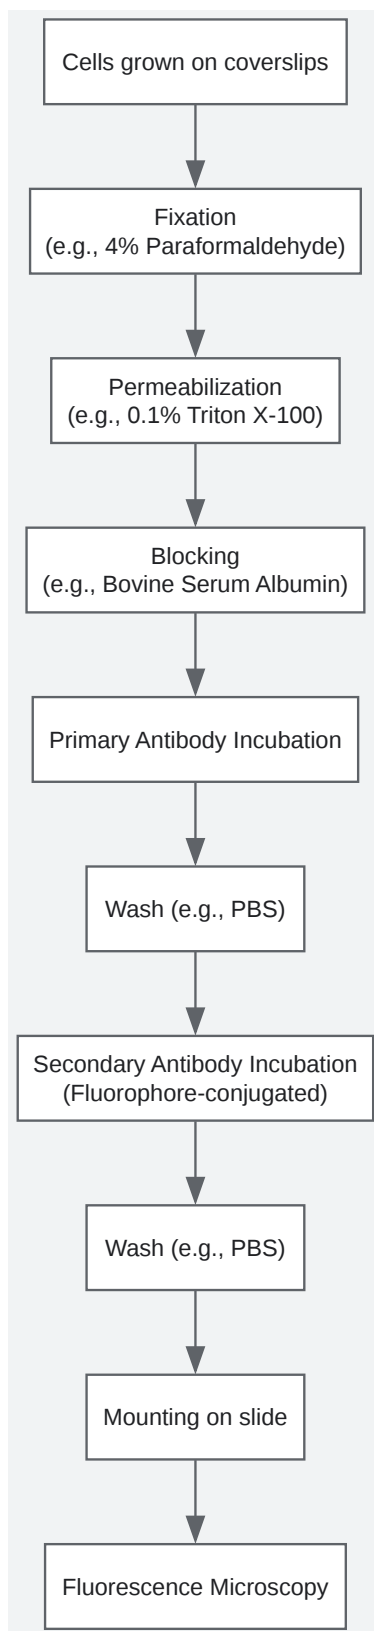 Cells grown on coverslips
Fixation
(e.g., 4% Paraformaldehyde)
Permeabilization
(e.g., 0.1% Triton X-100)
Blocking
(e.g., Bovine Serum Albumin)
Primary Antibody Incubation
Wash (e.g., PBS)
Secondary Antibody Incubation
(Fluorophore-conjugated)
Wash (e.g., PBS)
Mounting on slide
Fluorescence Microscopy